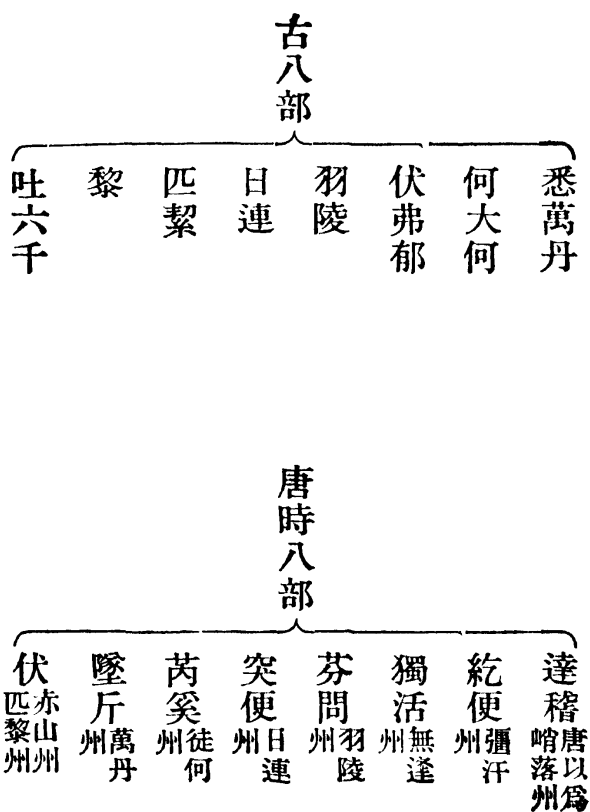 古八部
悉萬丹
何大何
伏弗郁
羽陵
日連
匹絜
黎
吐六千
唐時八部
達稽
唐以爲
峭落州
紇便
彊汗
州
獨活
無逢
州
芬問
羽陵
州
突便
日連
州
芮奚
徒何
州
墜斤
萬丹
州
伏
赤山州
匹黎州